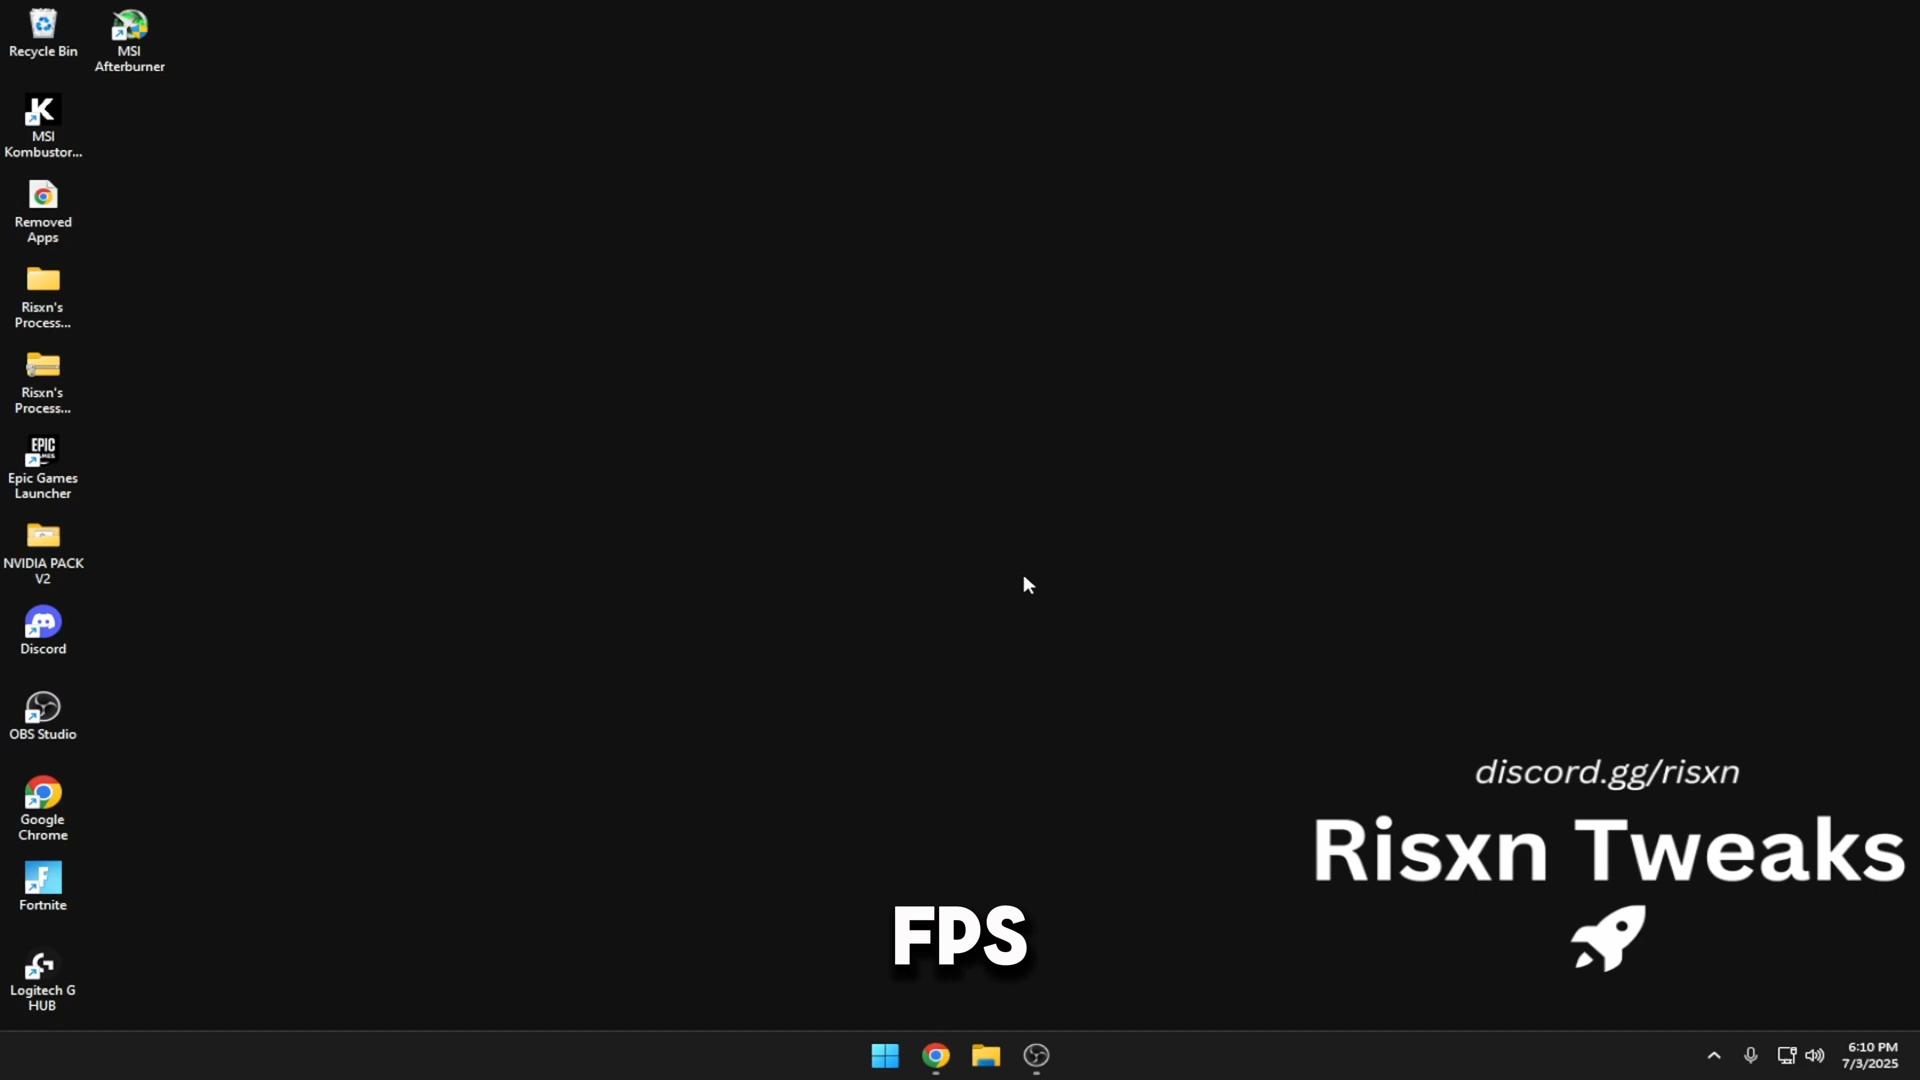 Recycle Bin
MSI
Afterburner
K
MSI
Kombustor...
Removed
Apps
Risxn's
Process...
Risxn's
Process...
EPIC
GAMES
Epic Games
Launcher
NVIDIA PACK
V2
Discord
OBS Studio
Google
Chrome
F
Fortnite
G
Logitech G
HUB
discord.gg/risxn
Risxn Tweaks
FPS
6:10 PM
7/3/2025